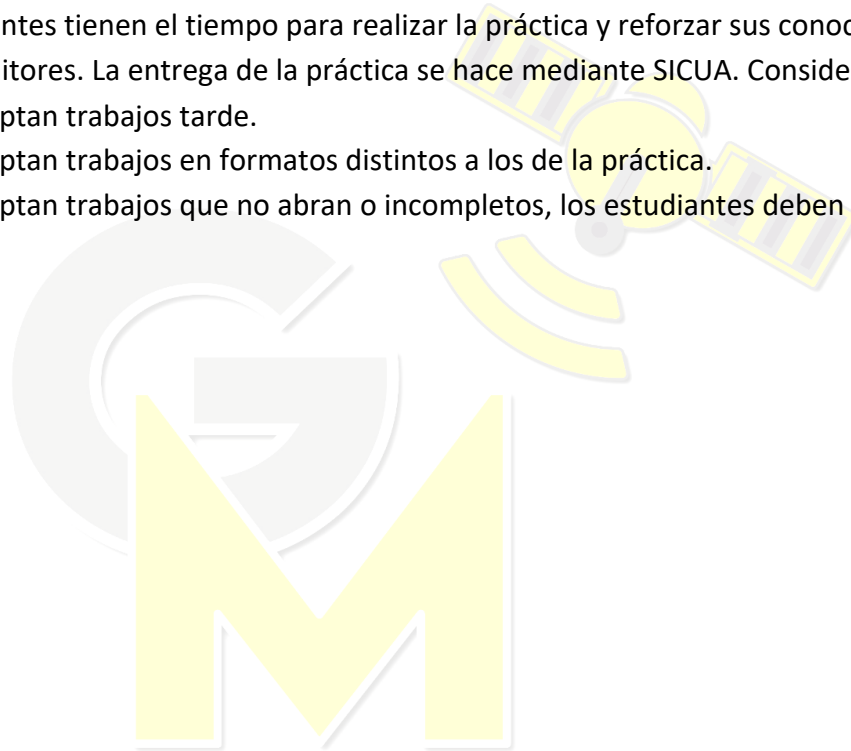 ntes tienen el tiempo para realizar la práctica y reforzar sus conoc
itores. La entrega de la práctica se hace mediante SICUA. Conside
ptan trabajos tarde.
ptan trabajos en formatos distintos a los de la práctica.
ptan trabajos que no abran o incompletos, los estudiantes deben
GM